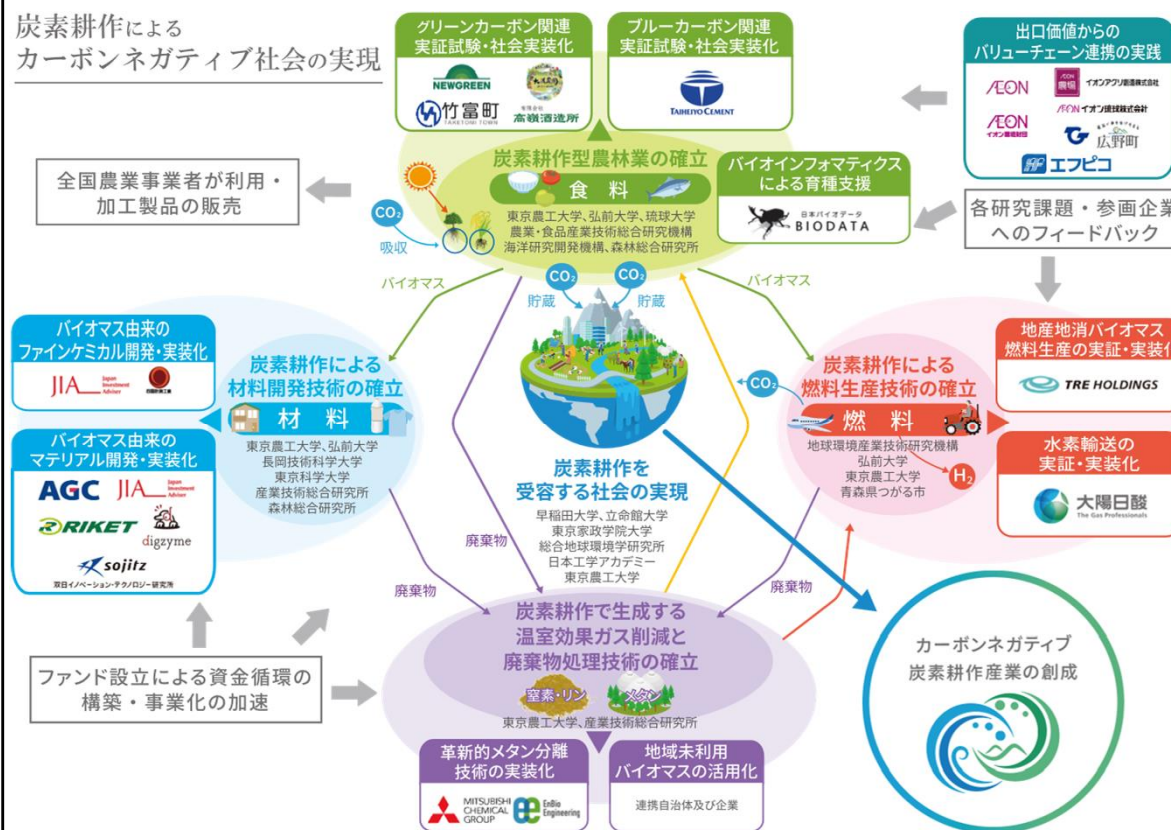 炭素耕作による
カーボンネガティブ社会の実現
グリーンカーボン関連
実証試験・社会実装化
NEWGREEN
竹富町
TAKETOMI TOWN
有限会社
高嶺酒造所
ブルーカーボン関連
実証試験・社会実装化
TAIHEIYO CEMENT
出口価値からの
バリューチェーン連携の実践
ÆON
ÆON
農場
イオンアグリ創造株式会社
ÆON
イオン環境財団
ÆON イオン琉球株式会社
広野町
エフピコ
全国農業事業者が利用・
加工製品の販売
炭素耕作型農林業の確立
食料
東京農工大学、弘前大学、琉球大学
農業・食品産業技術総合研究機構
海洋研究開発機構、森林総合研究所
CO₂
吸収
バイオインフォマティクス
による育種支援
日本バイオデータ
BIODATA
各研究課題・参画企業
へのフィードバック
バイオマス
CO₂
貯蔵
CO₂
貯蔵
バイオマス
バイオマス由来の
ファインケミカル開発・実装化
JIA Japan
Investment
Adviser
炭素耕作による
材料開発技術の確立
材料
東京農工大学、弘前大学
長岡技術科学大学
東京科学大学
産業技術総合研究所
森林総合研究所
バイオマス由来の
マテリアル開発・実装化
AGC
JIA Japan
Investment
Adviser
RIKET
digzyme
sojitz
双日イノベーション・テクノロジー研究所
炭素耕作を
受容する社会の実現
早稲田大学、立命館大学
東京家政学院大学
総合地球環境学研究所
日本工学アカデミー
東京農工大学
炭素耕作による
燃料生産技術の確立
CO₂
燃料
地球環境産業技術研究機構
弘前大学
東京農工大学
青森県つがる市
H₂
地産地消バイオマス
燃料生産の実証・実装化
TRE HOLDINGS
水素輸送の
実証・実装化
大陽日酸
The Gas Professionals
廃棄物
廃棄物
廃棄物
ファンド設立による資金循環の
構築・事業化の加速
炭素耕作で生成する
温室効果ガス削減と
廃棄物処理技術の確立
窒素・リン
メタン
東京農工大学、産業技術総合研究所
革新的メタン分離
技術の実装化
MITSUBISHI
CHEMICAL
GROUP
EnBio
Engineering
地域未利用
バイオマスの活用化
連携自治体及び企業
カーボンネガティブ
炭素耕作産業の創成